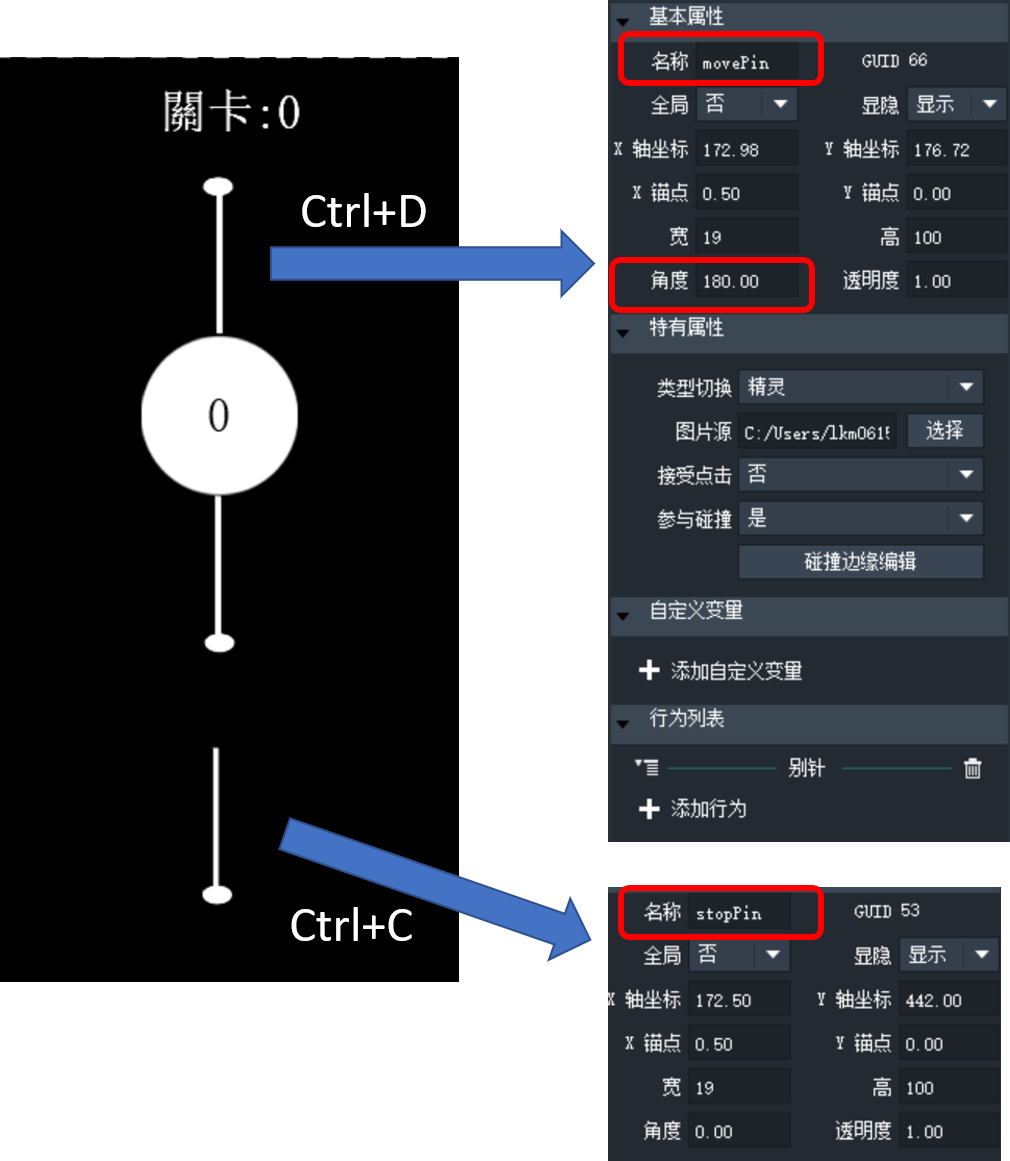 關卡:0
Ctrl+D
0
Ctrl+C
基本属性
名称 movePin GUID 66
全局 否 显隐 显示
X 轴坐标 172.98 Y 轴坐标 176.72
X 锚点 0.50 Y 锚点 0.00
宽 19 高 100
角度 180.00 透明度 1.00
特有属性
类型切换 精灵
图片源 C:/Users/lkm0615 选择
接受点击 否
参与碰撞 是
碰撞边缘编辑
自定义变量
添加自定义变量
行为列表
别针
添加行为
名称 stopPin GUID 53
全局 否 显隐 显示
X 轴坐标 172.50 Y 轴坐标 442.00
X 锚点 0.50 Y 锚点 0.00
宽 19 高 100
角度 0.00 透明度 1.00